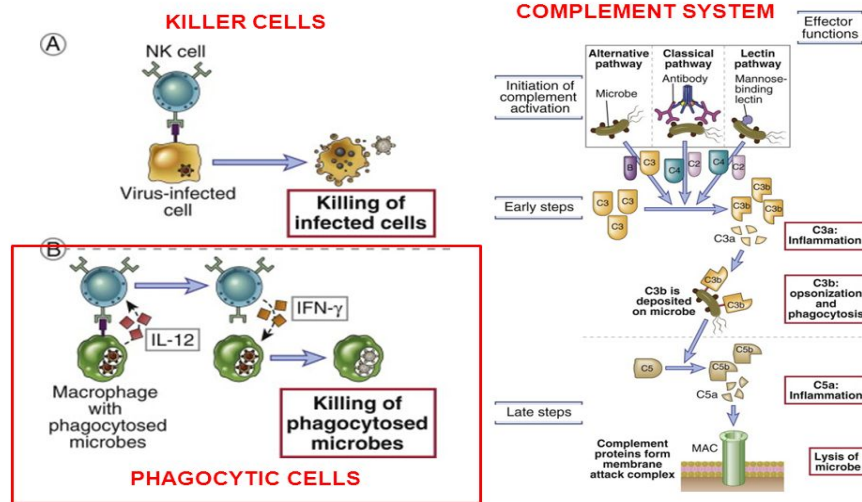 KILLER CELLS
A
NK cell
Virus-infected
cell
Killing of
infected cells
B
IL-12
IFN-γ
Macrophage
with
phagocytosed
microbes
Killing of
phagocytosed
microbes
PHAGOCYTIC CELLS
COMPLEMENT SYSTEM
Effector
functions
Alternative
pathway
Classical
pathway
Lectin
pathway
Initiation of
complement
activation
Microbe
Antibody
Mannose-
binding
lectin
B
C3
C4
C2
C4
C2
Early steps
C3
C3
C3
C3b
C3b
C3b
C3a
C3a:
Inflammation
C3b is
deposited
on microbe
C3b
C3b
C3b:
opsonization
and
phagocytosis
C5
C5b
C5b
C5a
C5a:
Inflammation
Late steps
Complement
proteins form
membrane
attack complex
MAC
Lysis of
microbe